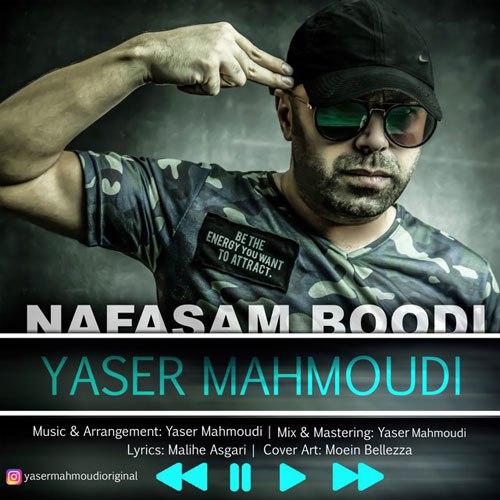 BE THE
ENERGY YOU WANT
TO ATTRACT.
NAFASAM BOODI
YASER MAHMOUDI
Music & Arrangement: Yaser Mahmoudi | Mix & Mastering: Yaser Mahmoudi
Lyrics: Malihe Asgari | Cover Art: Moein Bellezza
yasermahmoudioriginal